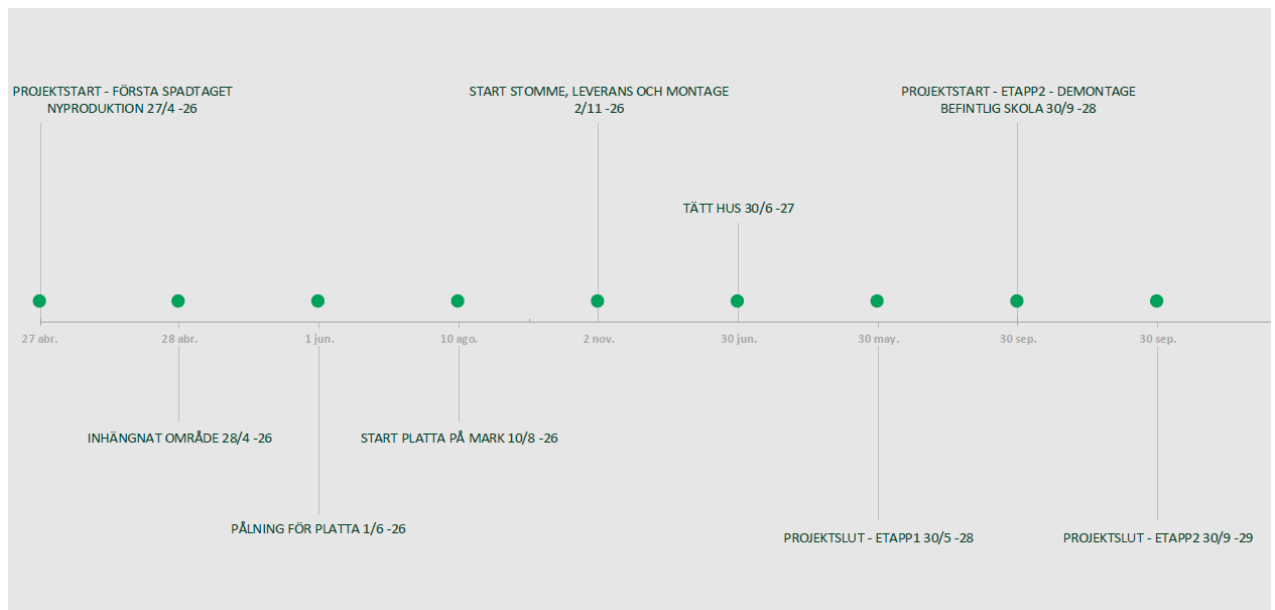 PROJEKTSTART - FÖRSTA SPADTAGET
NYPRODUKTION 27/4 -26
START STOMME, LEVERANS OCH MONTAGE
2/11 -26
PROJEKTSTART - ETAPP2 - DEMONTAGE
BEFINTLIG SKOLA 30/9 -28
TÄTT HUS 30/6 -27
27 abr.
28 abr.
1 jun.
10 ago.
2 nov.
30 jun.
30 may.
30 sep.
30 sep.
INHÄNGNAT OMRÅDE 28/4 -26
START PLATTA PÅ MARK 10/8 -26
PÅLNING FÖR PLATTA 1/6 -26
PROJEKTSLUT - ETAPP1 30/5 -28
PROJEKTSLUT - ETAPP2 30/9 -29